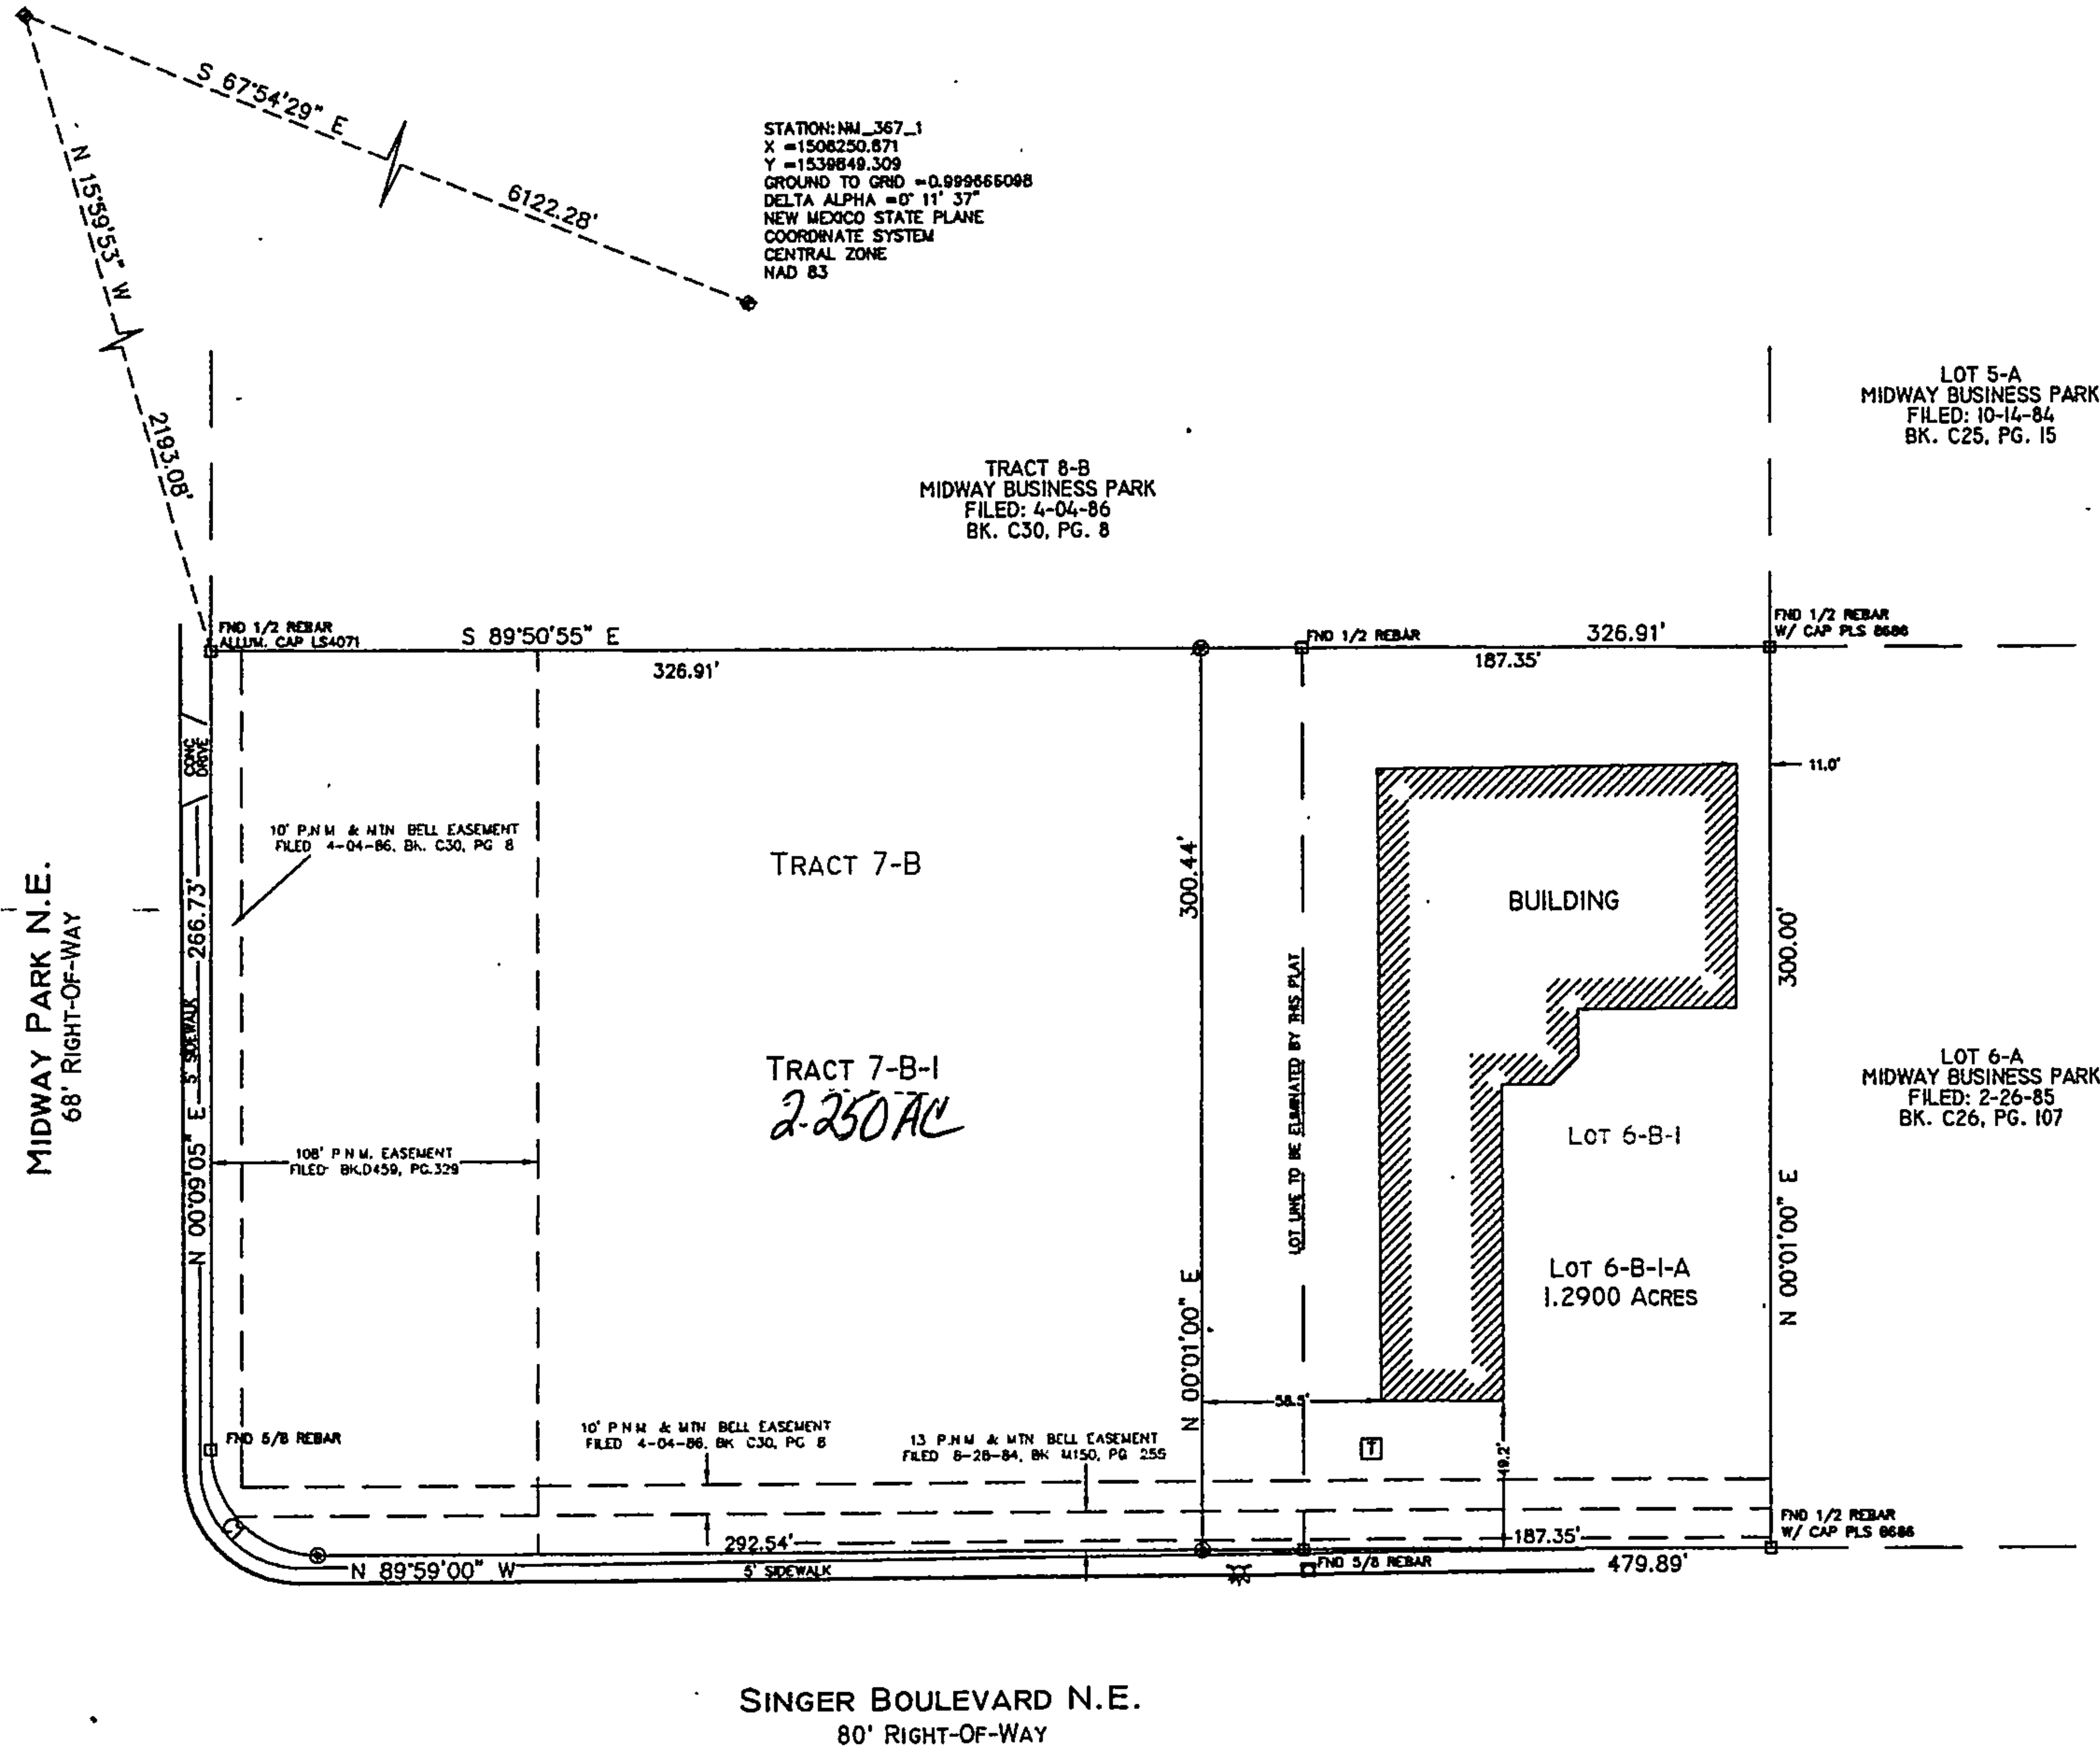 S 67°54'29" E
6122.28'
N 15°59'53" W
2193.08'
STATION: NM_367_1
X =1508250.871
Y =1539849.309
GROUND TO GRID =0.999665098
DELTA ALPHA =0° 11' 37"
NEW MEXICO STATE PLANE
COORDINATE SYSTEM
CENTRAL ZONE
NAD 83
LOT 5-A
MIDWAY BUSINESS PARK
FILED: 10-14-84
BK. C25, PG. 15
TRACT 8-B
MIDWAY BUSINESS PARK
FILED: 4-04-86
BK. C30, PG. 8
FND 1/2 REBAR
ALLUM. CAP LS4071
S 89°50'55" E
326.91'
FND 1/2 REBAR
326.91'
187.35'
FND 1/2 REBAR
W/ CAP PLS 8686
CONC
DRIVE
11.0'
10' P.N.M & MTN BELL EASEMENT
FILED 4-04-86, BK. C30, PG 8
TRACT 7-B
300.44'
BUILDING
300.00'
MIDWAY PARK N.E.
68' RIGHT-OF-WAY
N 00°09'05" E
5' SIDEWALK
266.73'
LOT LINE TO BE ELIMINATED BY THIS PLAT
TRACT 7-B-1
2.250 AC
LOT 6-A
MIDWAY BUSINESS PARK
FILED: 2-26-85
BK. C26, PG. 107
108' P.N.M. EASEMENT
FILED: BK.D459, PG.329
LOT 6-B-1
LOT 6-B-1-A
1.2900 ACRES
N 00°01'00" E
N 00°01'00" E
58.5'
FND 5/8 REBAR
10' P N M & MTN BELL EASEMENT
FILED 4-04-86, BK C30, PG 8
13 P.N.M & MTN BELL EASEMENT
FILED 8-28-84, BK M150, PG 255
T
49.2'
C1
292.54'
187.35'
FND 1/2 REBAR
W/ CAP PLS 8686
N 89°59'00" W
5' SIDEWALK
FND 5/8 REBAR
479.89'
SINGER BOULEVARD N.E.
80' RIGHT-OF-WAY